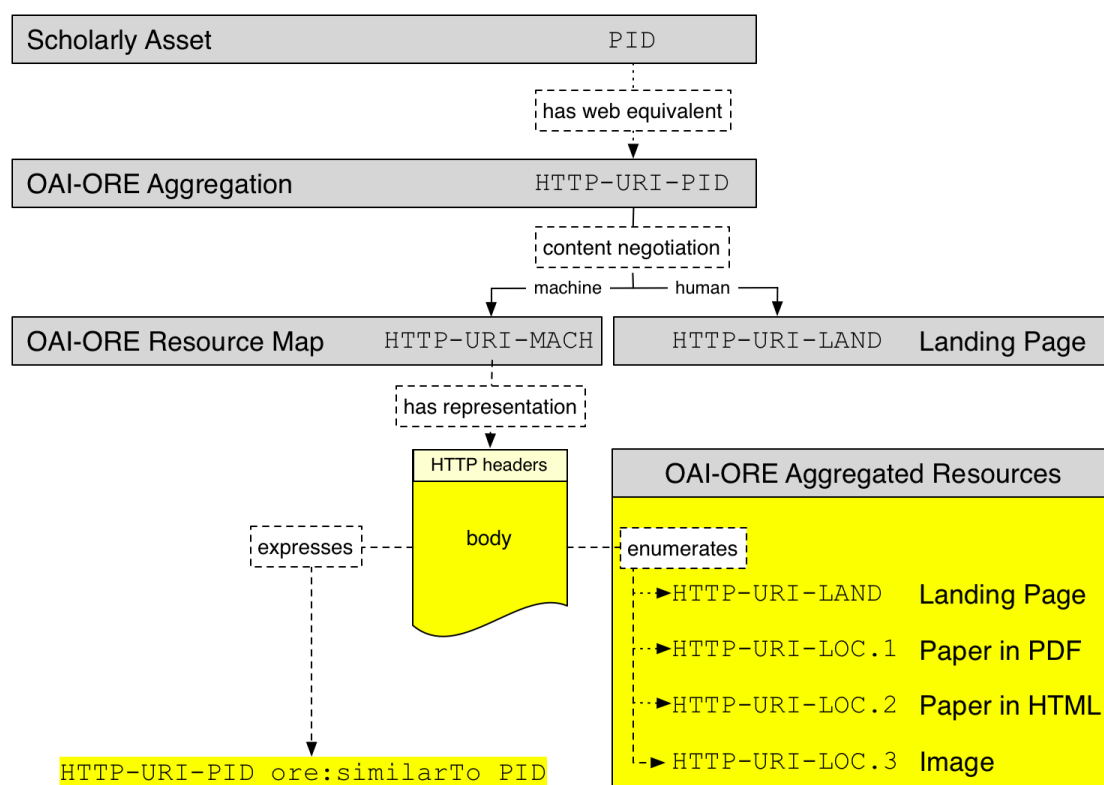 Scholarly Asset PID
has web equivalent
OAI-ORE Aggregation HTTP-URI-PID
content negotiation
machine human
OAI-ORE Resource Map HTTP-URI-MACH HTTP-URI-LAND Landing Page
has representation
HTTP headers
OAI-ORE Aggregated Resources
body
expresses
enumerates
HTTP-URI-LAND Landing Page
HTTP-URI-LOC.1 Paper in PDF
HTTP-URI-LOC.2 Paper in HTML
HTTP-URI-LOC.3 Image
HTTP-URI-PID ore:similarTo PID